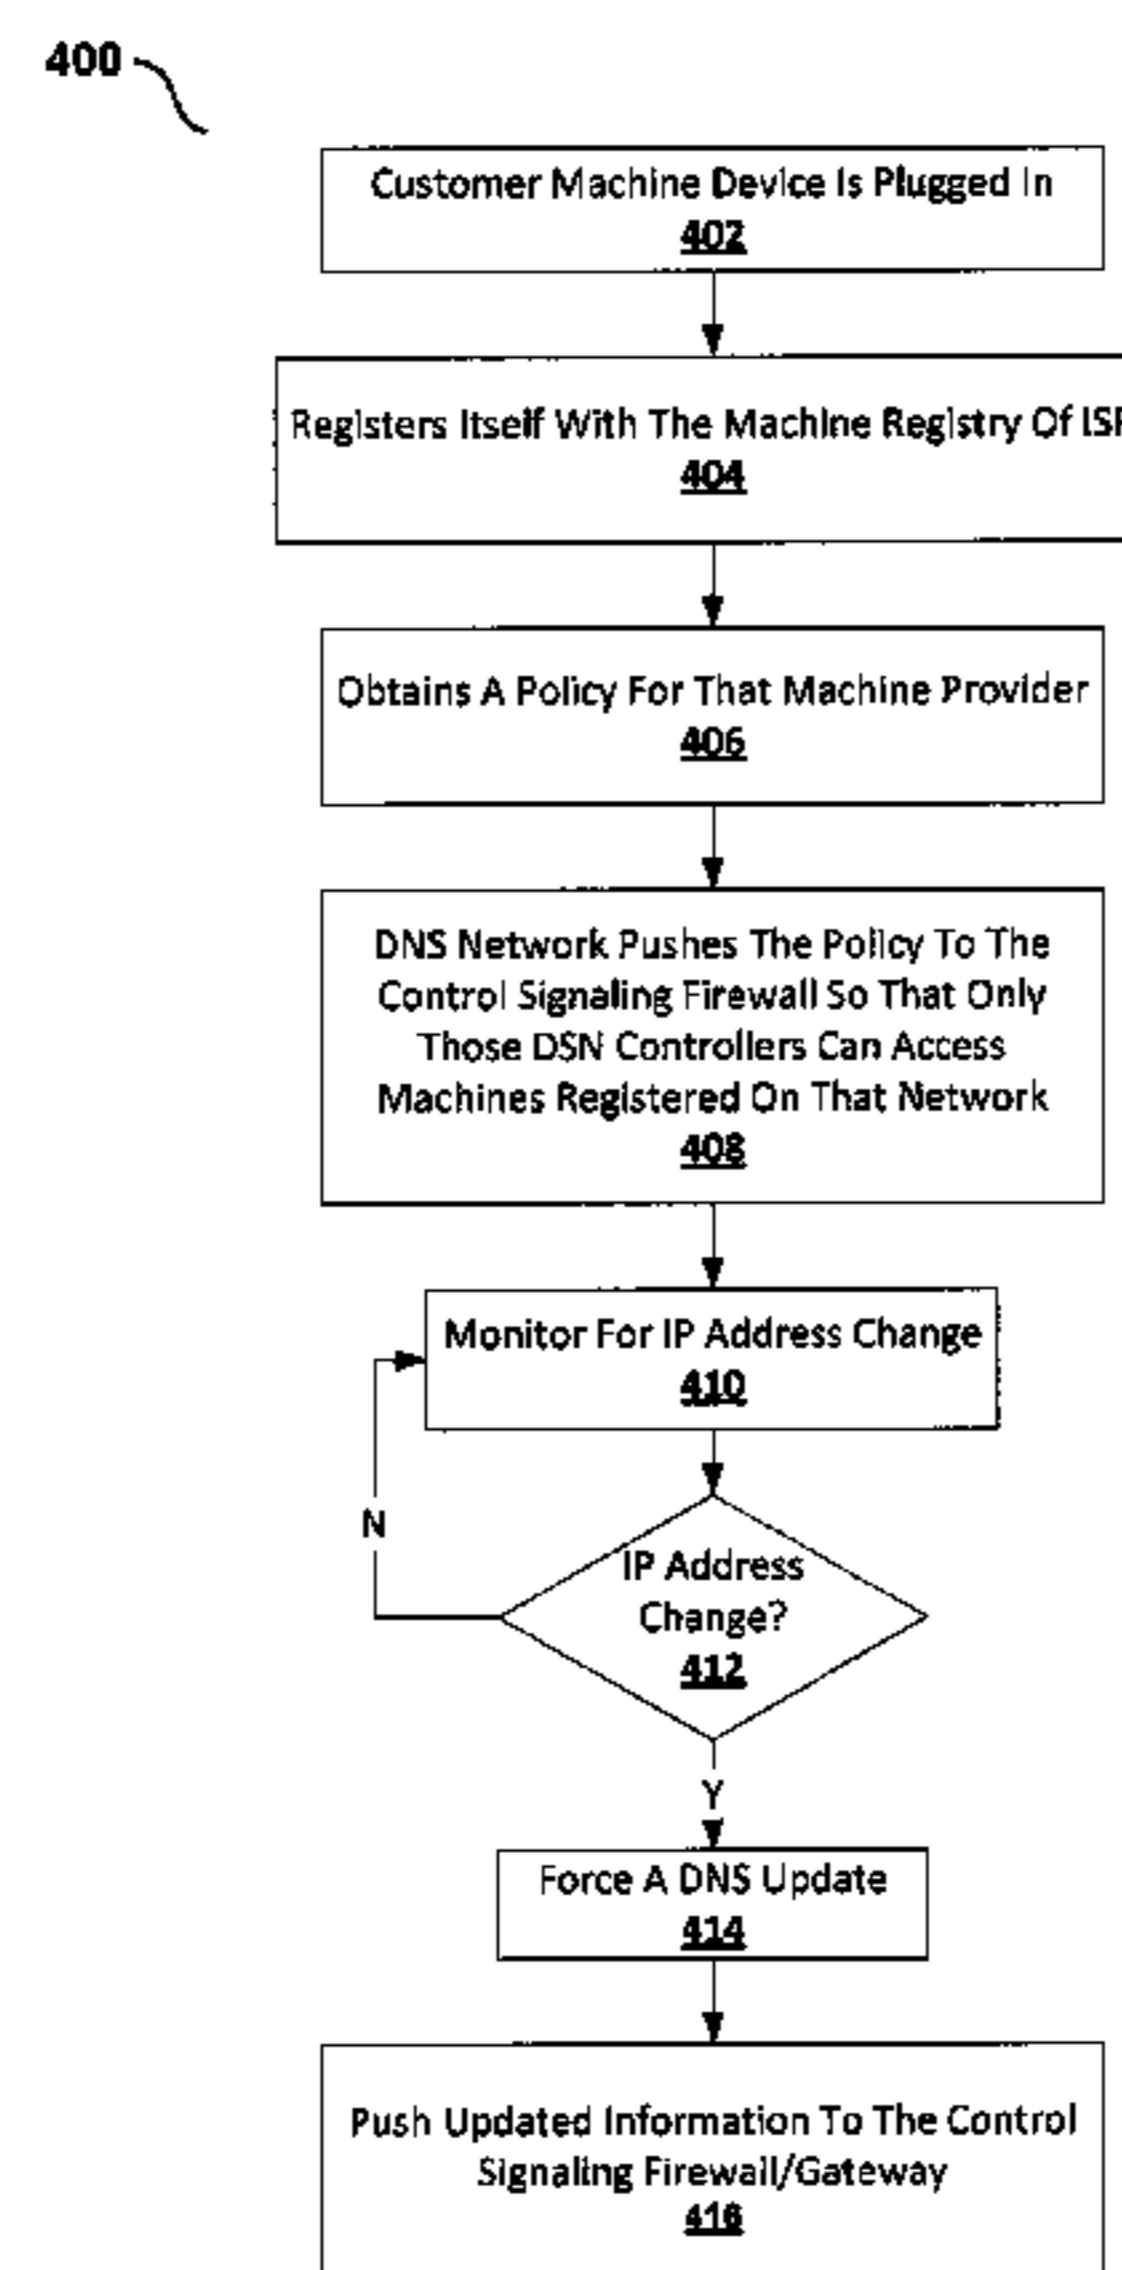 400
Customer Machine Device Is Plugged In
402
Registers Itself With The Machine Registry Of
404
Obtains A Policy For That Machine Provider
406
DNS Network Pushes The Policy To The
Control Signaling Firewall So That Only
Those DSN Controllers Can Access
Machines Registered On That Network
408
Monitor For IP Address Change
410
N
IP Address
Change?
412
Y
Force A DNS Update
414
Push Updated Information To The Control
Signaling Firewall/Gateway
416